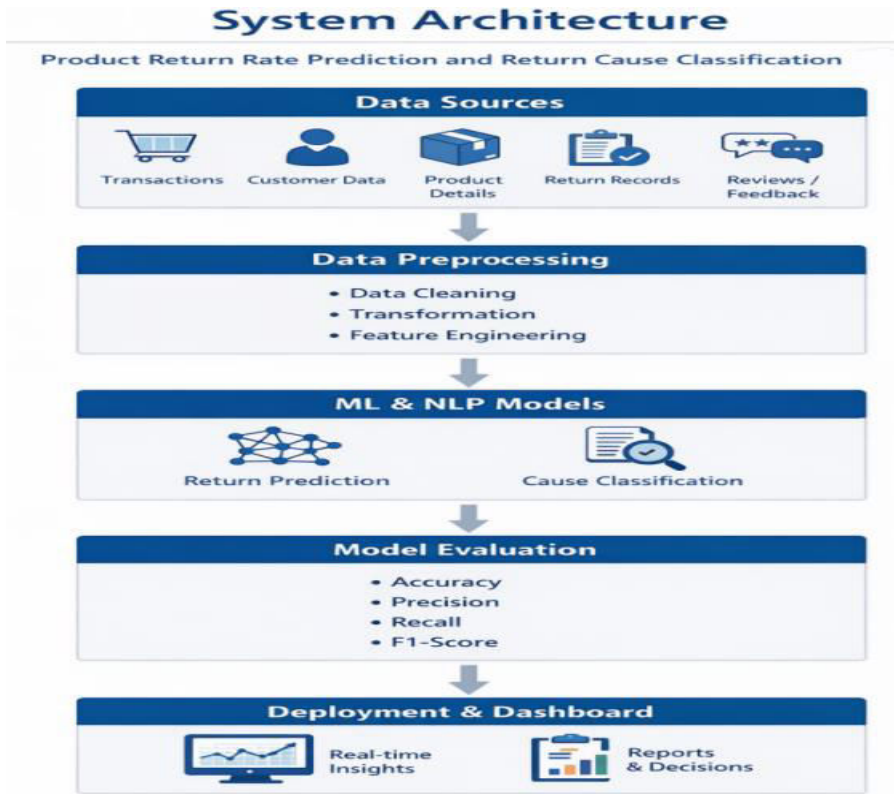 System Architecture
Product Return Rate Prediction and Return Cause Classification
Data Sources
Transactions
Customer Data
Product
Details
Return Records
Reviews /
Feedback
Data Preprocessing
• Data Cleaning
• Transformation
• Feature Engineering
ML & NLP Models
Return Prediction
Cause Classification
Model Evaluation
• Accuracy
• Precision
• Recall
• F1-Score
Deployment & Dashboard
Real-time
Insights
Reports
& Decisions